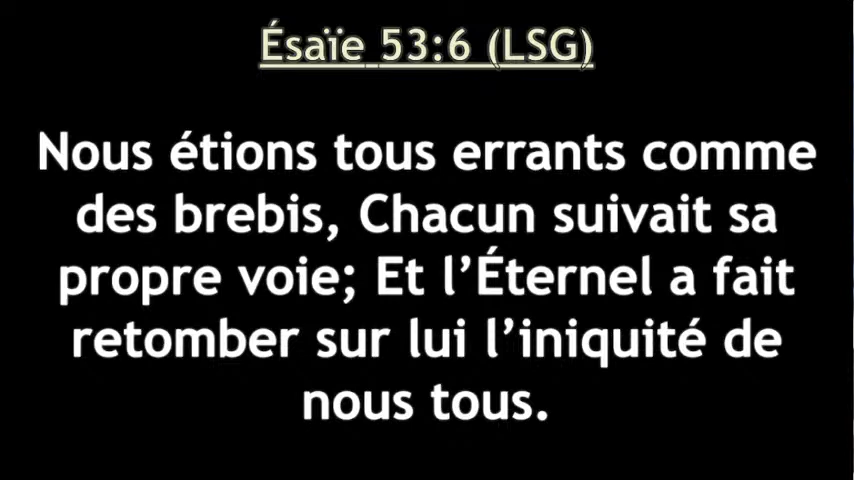 Ésaïe 53:6 (LSG)
Nous étions tous errants comme
des brebis, Chacun suivait sa
propre voie; Et l’Éternel a fait
retomber sur lui l’iniquité de
nous tous.